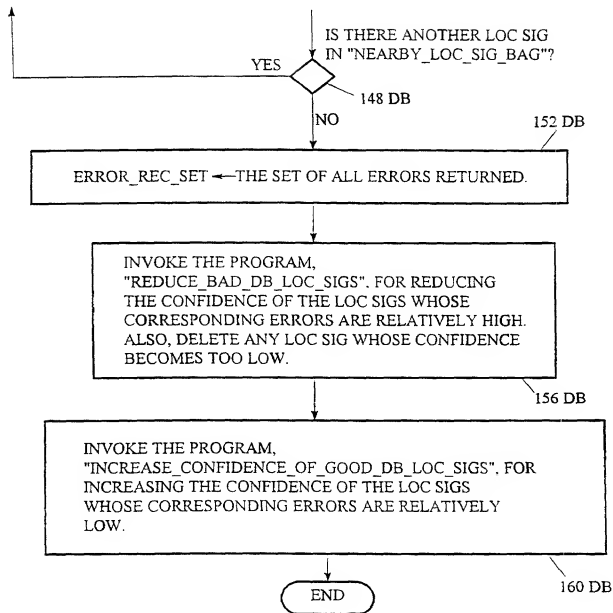 IS THERE ANOTHER LOC SIG
IN "NEARBY_LOC_SIG_BAG"?
YES
148 DB
NO
152 DB
ERROR_REC_SET ← THE SET OF ALL ERRORS RETURNED.
INVOKE THE PROGRAM,
"REDUCE_BAD_DB_LOC_SIGS". FOR REDUCING
THE CONFIDENCE OF THE LOC SIGS WHOSE
CORRESPONDING ERRORS ARE RELATIVELY HIGH.
ALSO, DELETE ANY LOC SIG WHOSE CONFIDENCE
BECOMES TOO LOW.
156 DB
INVOKE THE PROGRAM,
"INCREASE_CONFIDENCE_OF_GOOD_DB_LOC_SIGS". FOR
INCREASING THE CONFIDENCE OF THE LOC SIGS
WHOSE CORRESPONDING ERRORS ARE RELATIVELY
LOW.
160 DB
END